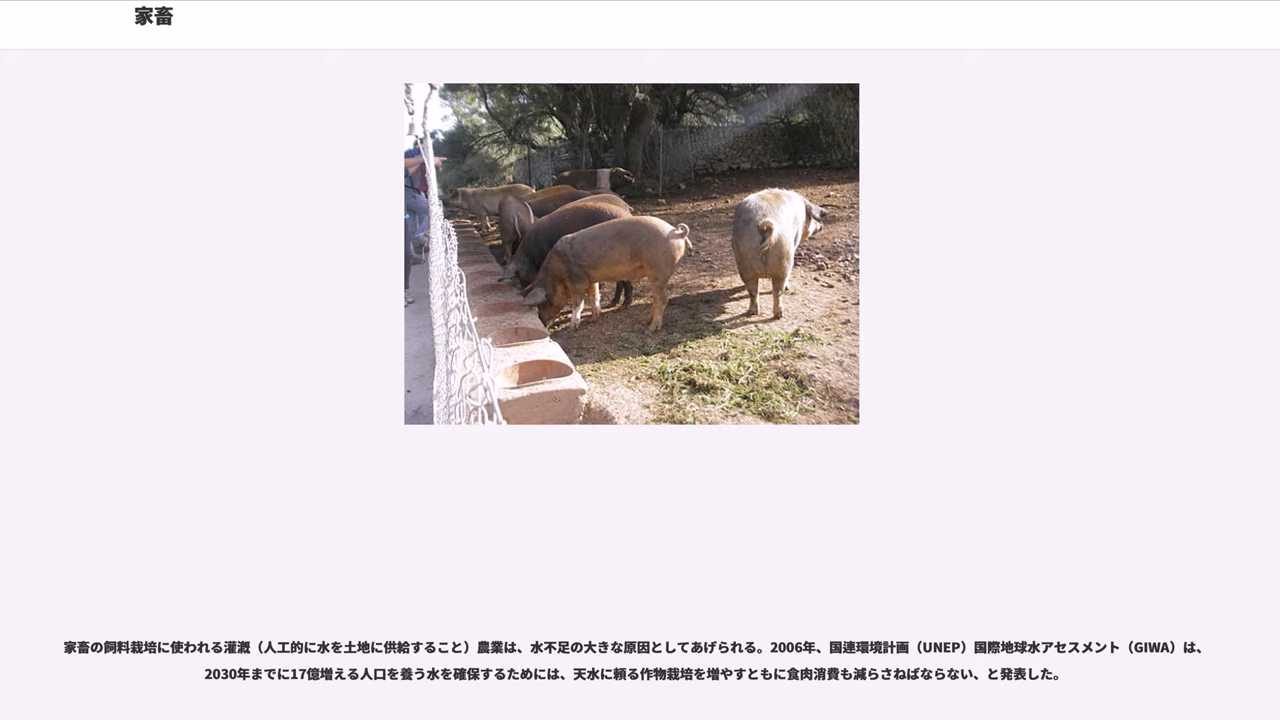 家畜
家畜の飼料栽培に使われる灌漑（人工的に水を土地に供給すること）農業は、水不足の大きな原因としてあげられる。2006年、国連環境計画（UNEP）国際地球水アセスメント（GIWA）は、
2030年までに17億増える人口を養う水を確保するためには、天水に頼る作物栽培を増やすともに食肉消費も減らさねばならない、と発表した。